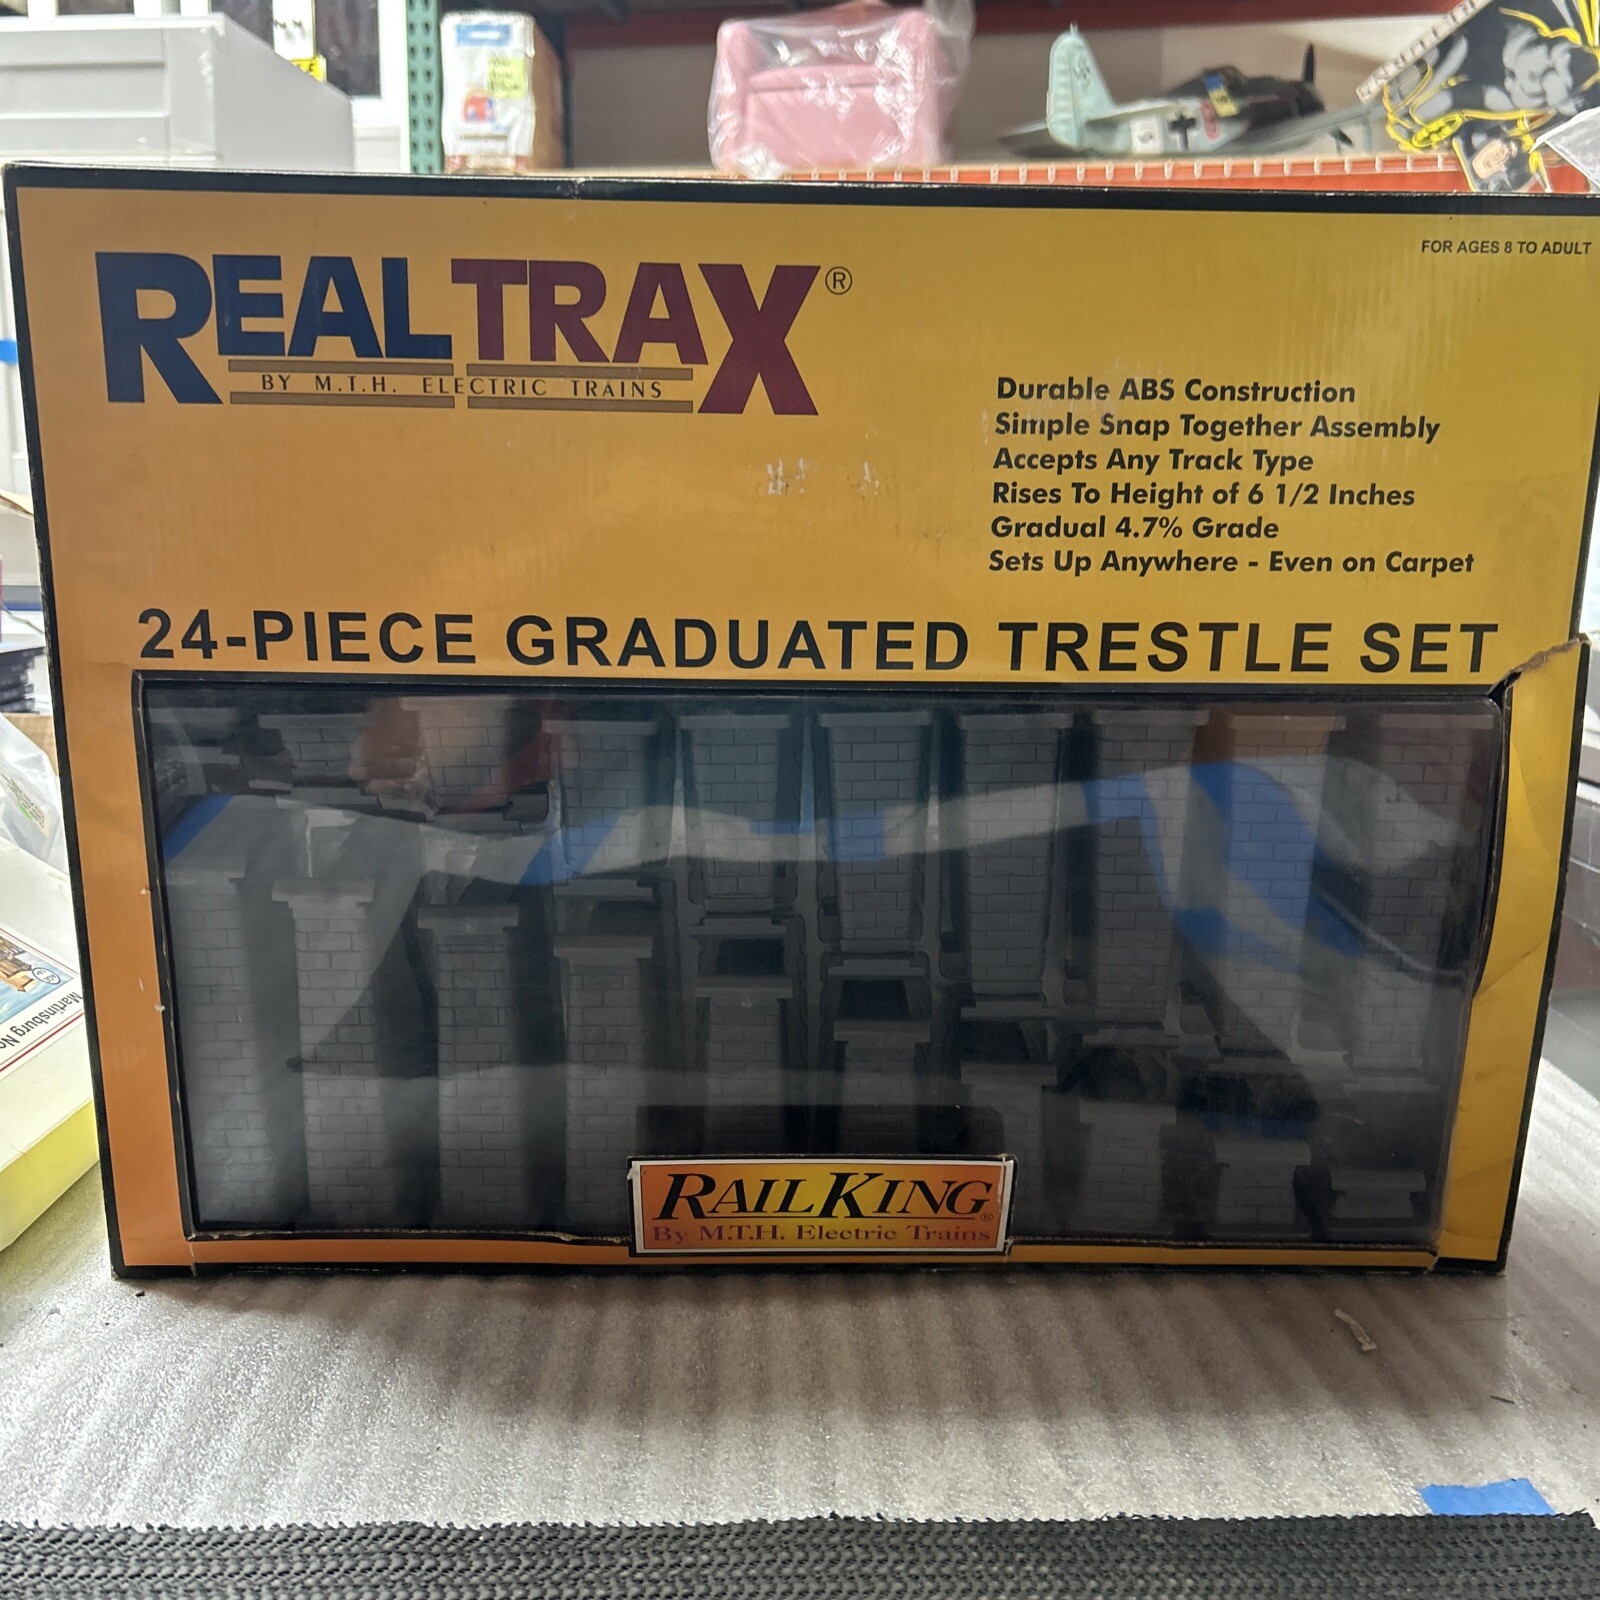 FOR AGES 8 TO ADULT
REALTRAX®
BY M.T.H. ELECTRIC TRAINS
Durable ABS Construction
Simple Snap Together Assembly
Accepts Any Track Type
Rises To Height of 6 1/2 Inches
Gradual 4.7% Grade
Sets Up Anywhere - Even on Carpet
24-PIECE GRADUATED TRESTLE SET
RAILKING®
By M.T.H. Electric Trains
Martinsburg